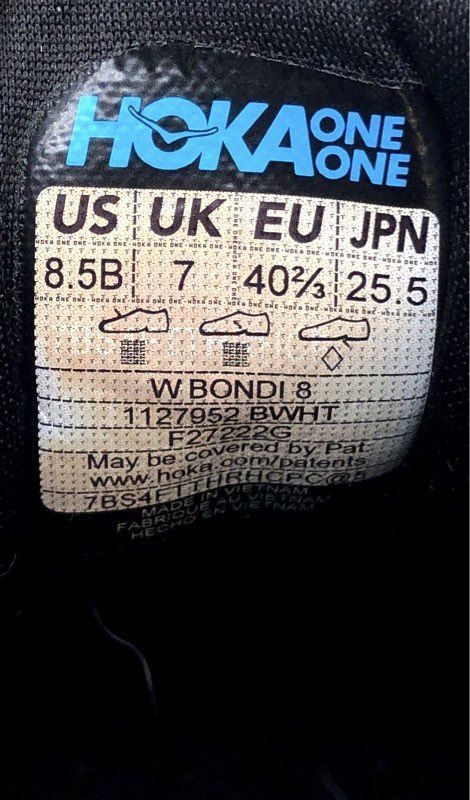 HOKA ONE ONE
US UK EU JPN
8.5B 7 40⅔ 25.5
W BONDI 8
1127952 BWHT
F27222G
May be covered by Pat.
www.hoka.com/patents
MADE IN VIETNAM
FABRIQUÉ AU VIETNAM
HECHO EN VIETNAM